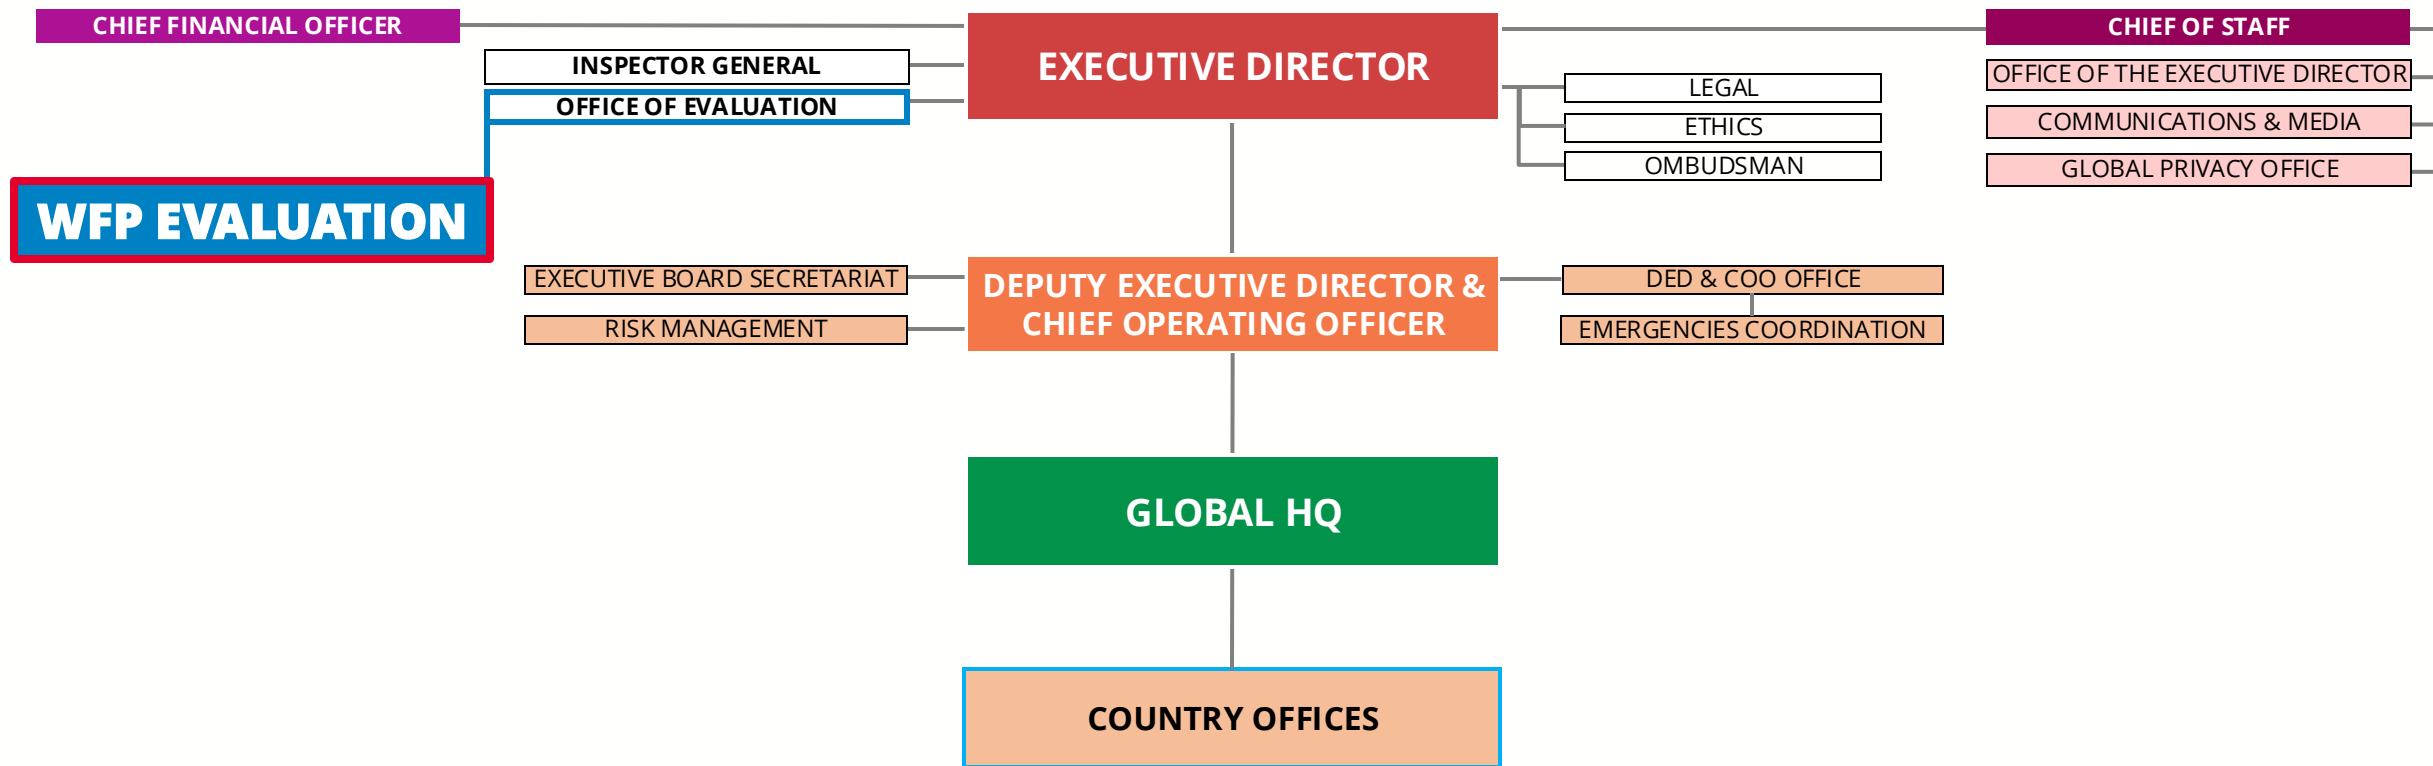 CHIEF FINANCIAL OFFICER
INSPECTOR GENERAL
OFFICE OF EVALUATION
WFP EVALUATION
EXECUTIVE DIRECTOR
LEGAL
ETHICS
OMBUDSMAN
CHIEF OF STAFF
OFFICE OF THE EXECUTIVE DIRECTOR
COMMUNICATIONS & MEDIA
GLOBAL PRIVACY OFFICE
EXECUTIVE BOARD SECRETARIAT
RISK MANAGEMENT
DEPUTY EXECUTIVE DIRECTOR &
CHIEF OPERATING OFFICER
DED & COO OFFICE
EMERGENCIES COORDINATION
GLOBAL HQ
COUNTRY OFFICES